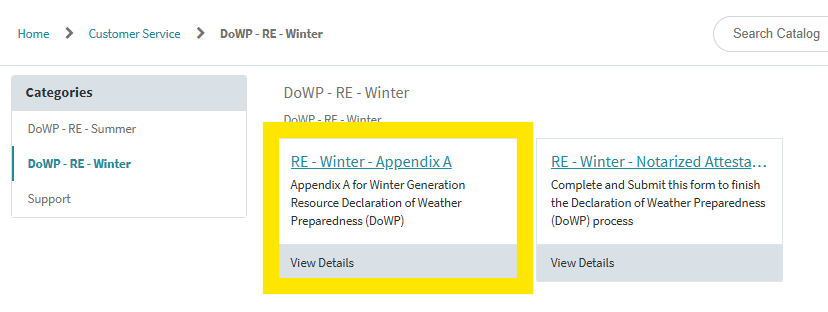 Home > Customer Service > DoWP - RE - Winter
Search Catalog
Categories
DoWP - RE - Summer
DoWP - RE - Winter
Support
DoWP - RE - Winter
DoWP - RE - Winter
RE - Winter - Appendix A
Appendix A for Winter Generation
Resource Declaration of Weather
Preparedness (DoWP)
View Details
RE - Winter - Notarized Attesta...
Complete and Submit this form to finish
the Declaration of Weather Preparedness
(DoWP) process
View Details